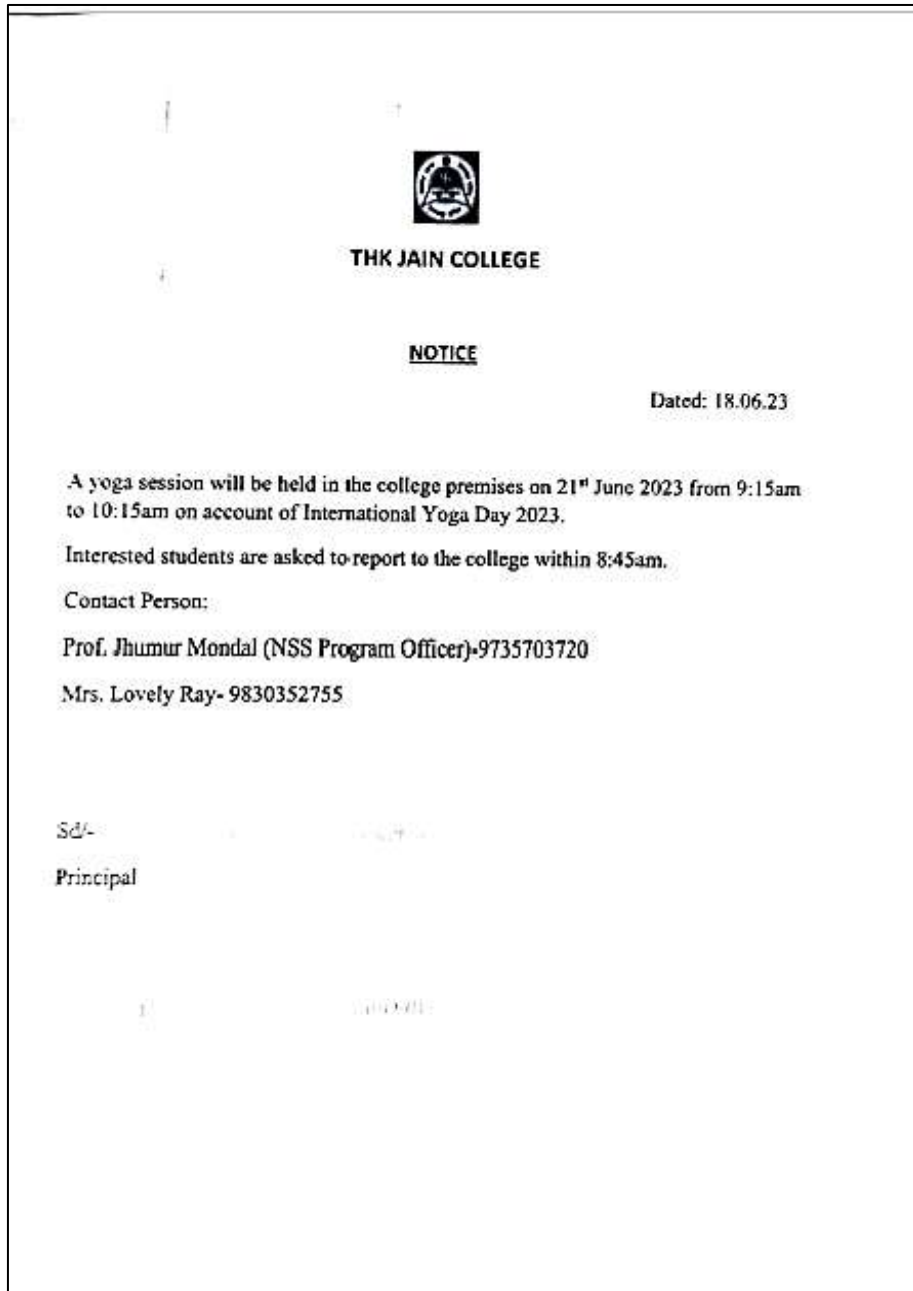 THK JAIN COLLEGE
NOTICE
Dated: 18.06.23
A yoga session will be held in the college premises on 21st June 2023 from 9:15am
to 10:15am on account of International Yoga Day 2023.
Interested students are asked to report to the college within 8:45am.
Contact Person:
Prof. Jhumur Mondal (NSS Program Officer)-9735703720
Mrs. Lovely Ray- 9830352755
Sd/-
Principal